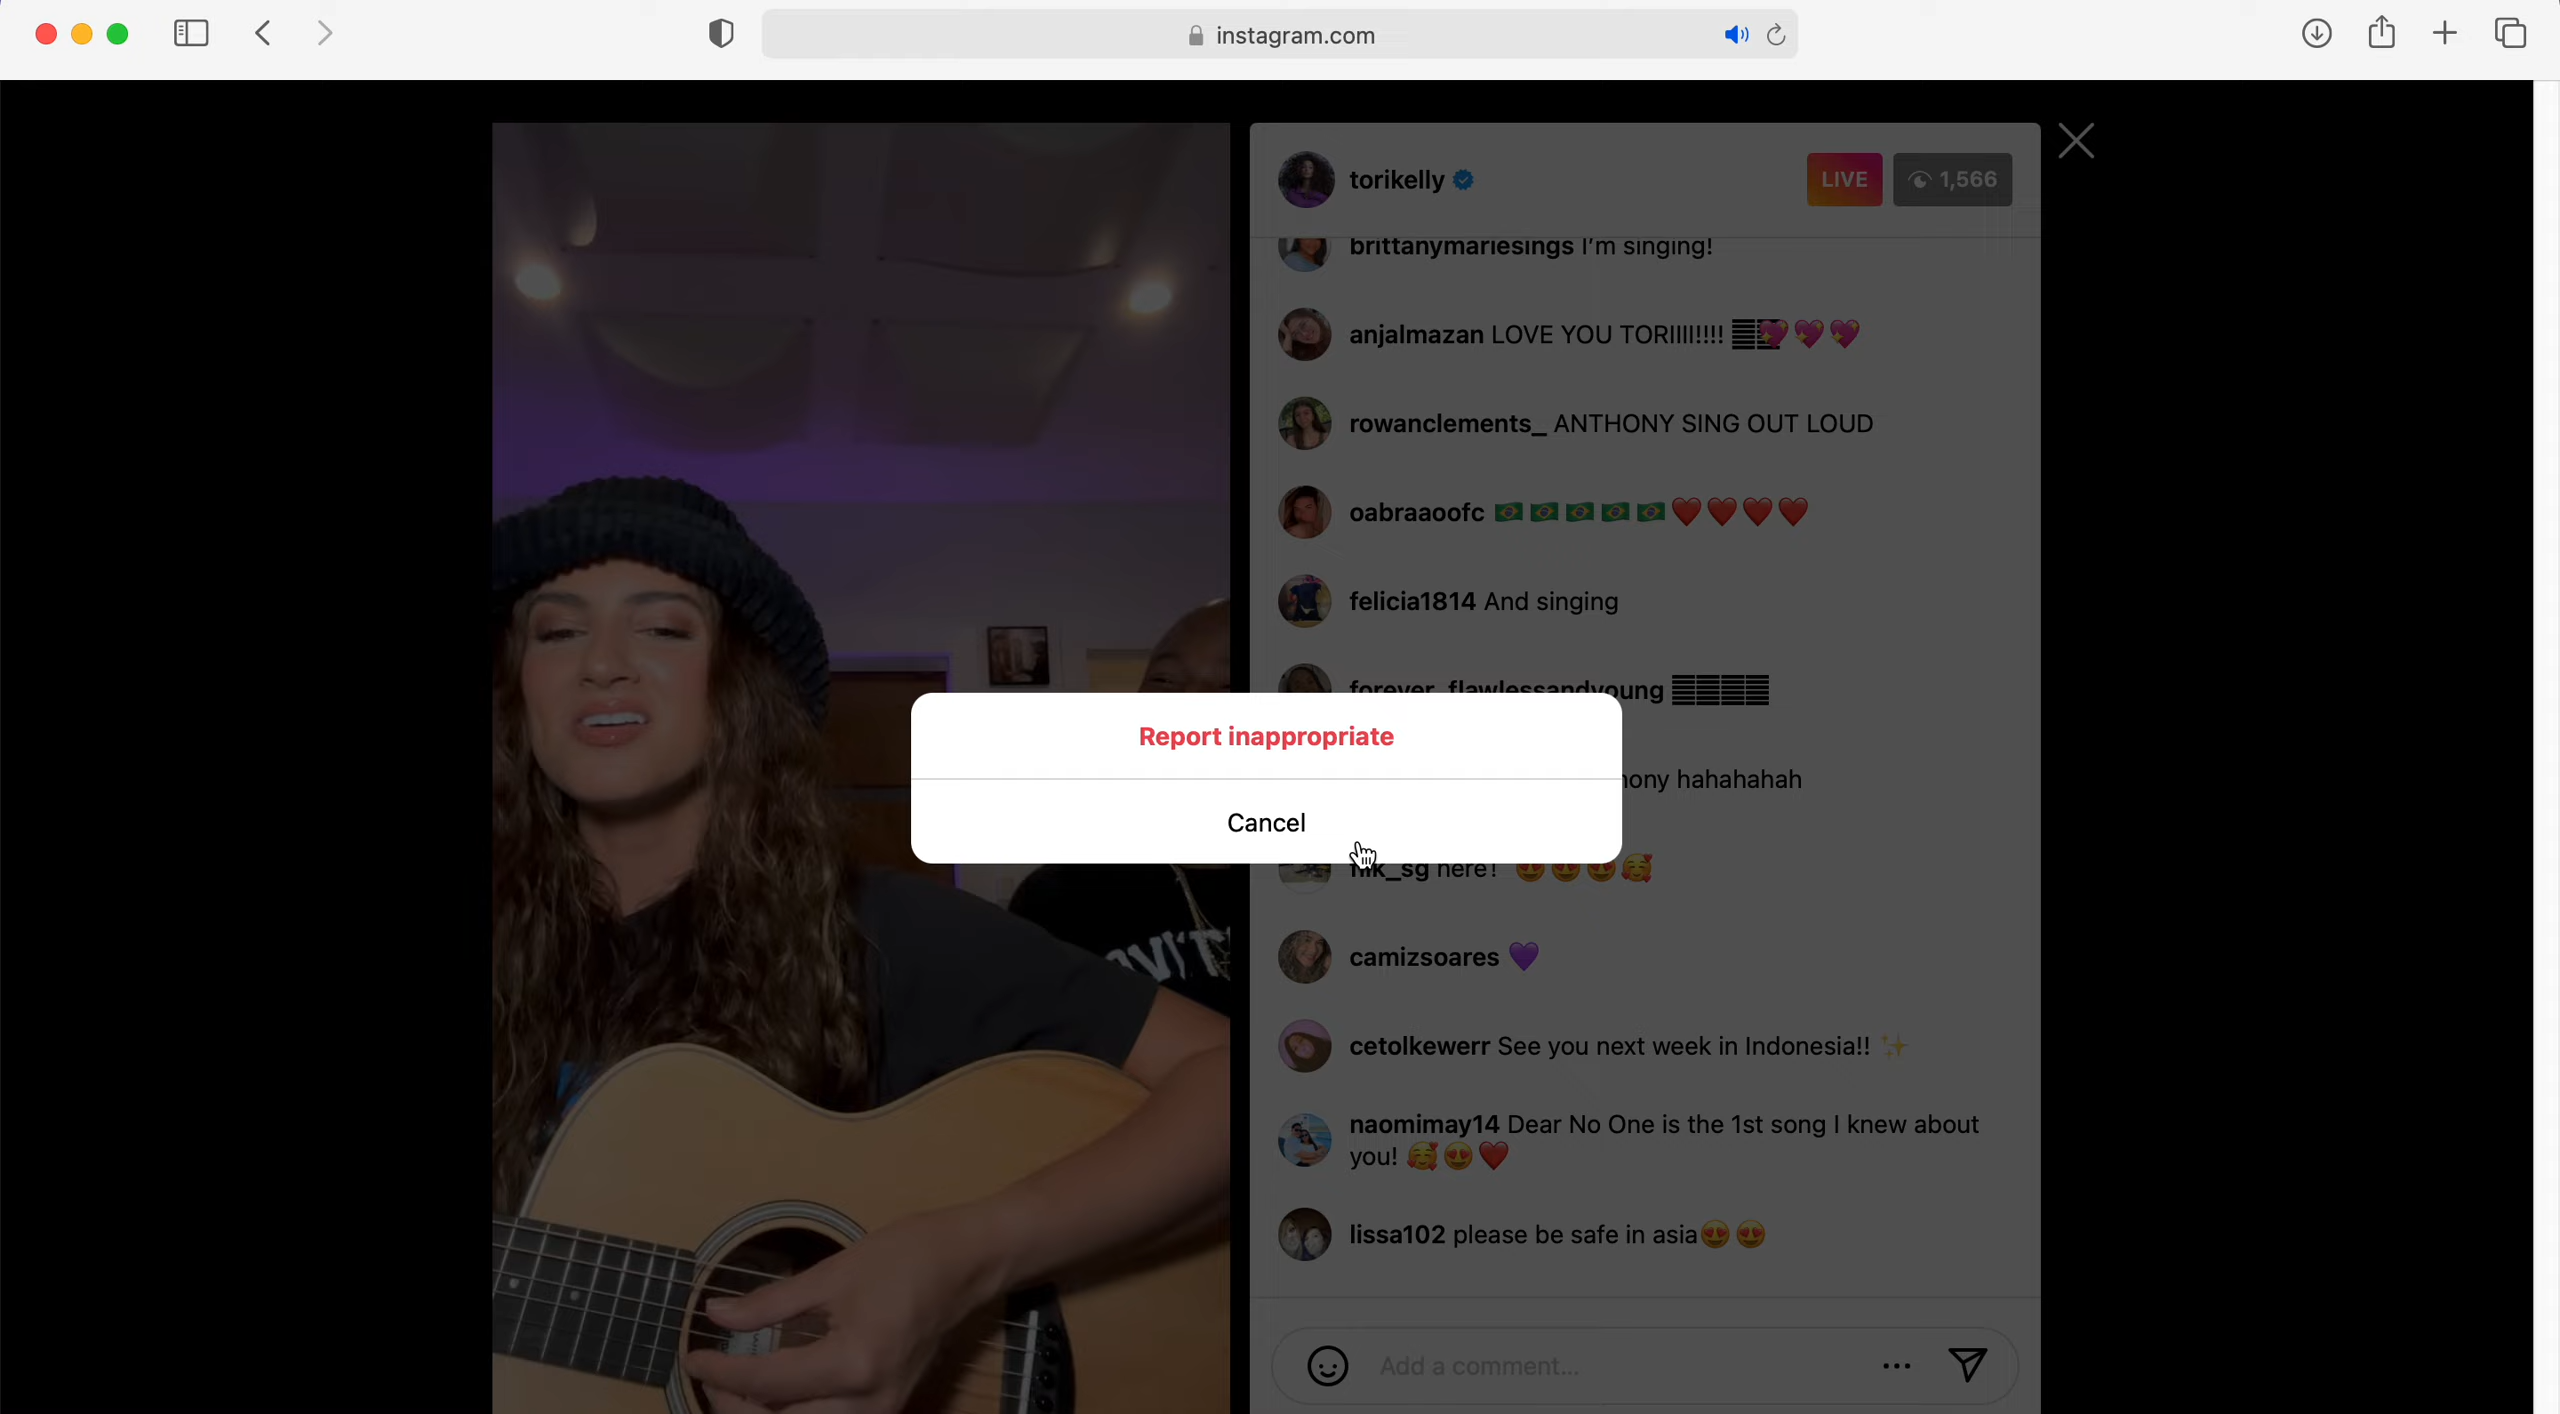 instagram.com
torikelly
LIVE
1,566
brittanymariesings I'm singing!
anjalmazan LOVE YOU TORIIII!!!!
rowanclements_ ANTHONY SING OUT LOUD
oabraaoofc
felicia1814 And singing
forever_flawlessandyoung
Report inappropriate
hahahahah
Cancel
here!
camizsoares
cetolkewerr See you next week in Indonesia!!
naomimay14 Dear No One is the 1st song I knew about
you!
lissa102 please be safe in asia
Add a comment...